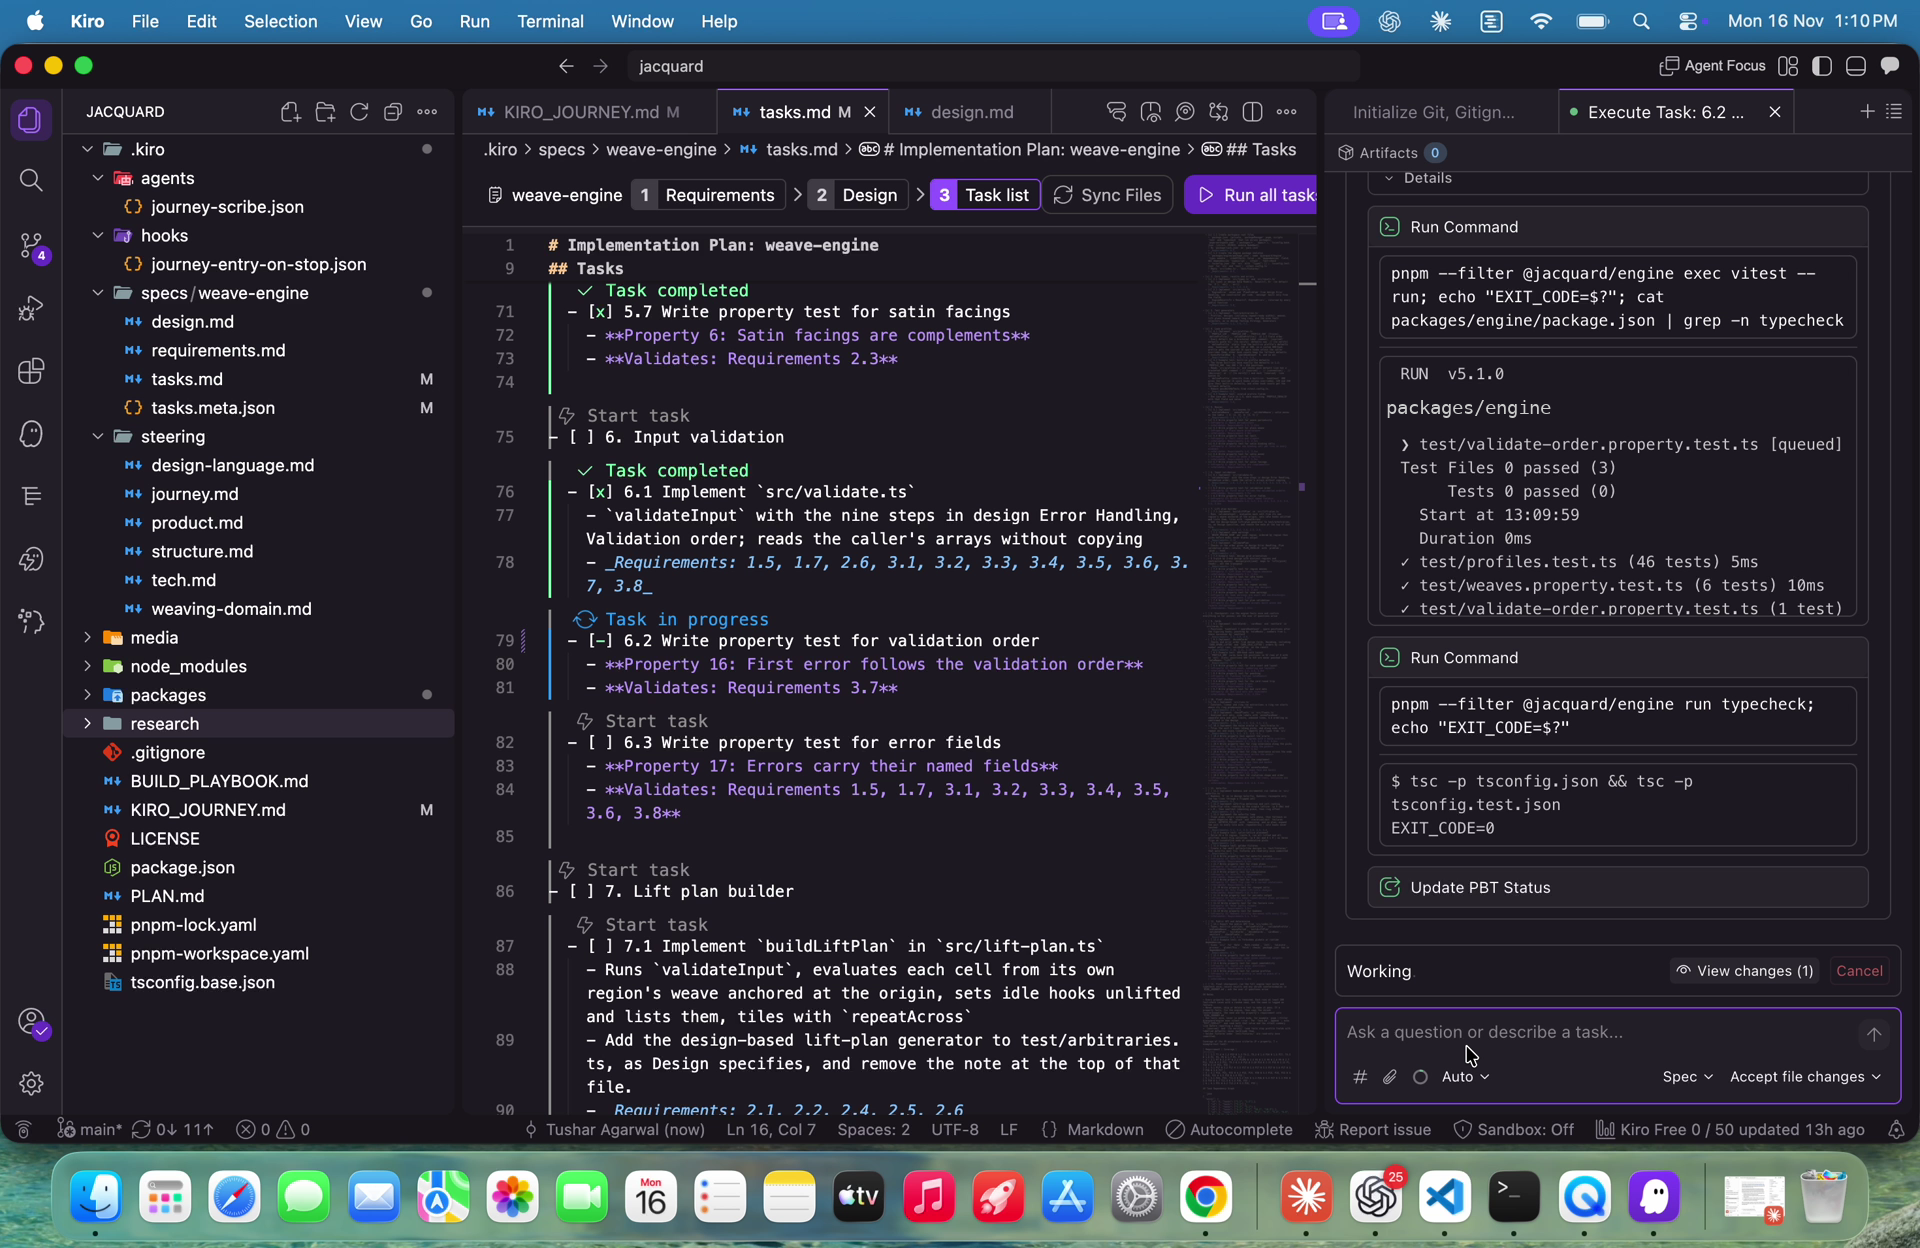 Kiro File Edit Selection View Go Run Terminal Window Help
Mon 16 Nov 1:10 PM
jacquard
Agent Focus
JACQUARD
.kiro
agents
journey-scribe.json
hooks
journey-entry-on-stop.json
specs/weave-engine
design.md
requirements.md
tasks.md M
tasks.meta.json M
steering
design-language.md
journey.md
product.md
structure.md
tech.md
weaving-domain.md
media
node_modules
packages
research
.gitignore
BUILD_PLAYBOOK.md
KIRO_JOURNEY.md M
LICENSE
package.json
PLAN.md
pnpm-lock.yaml
pnpm-workspace.yaml
tsconfig.base.json
4
KIRO_JOURNEY.md M
tasks.md M
design.md
.kiro > specs > weave-engine > tasks.md > # Implementation Plan: weave-engine > ## Tasks
weave-engine 1 Requirements > 2 Design > 3 Task list Sync Files Run all task
1 # Implementation Plan: weave-engine
9 ## Tasks
✓ Task completed
71 - [x] 5.7 Write property test for satin facings
72 - **Property 6: Satin facings are complements**
73 - **Validates: Requirements 2.3**
74
Start task
75 - [ ] 6. Input validation
✓ Task completed
76 - [x] 6.1 Implement `src/validate.ts`
77 - `validateInput` with the nine steps in design Error Handling,
Validation order; reads the caller's arrays without copying
78 - _Requirements: 1.5, 1.7, 2.6, 3.1, 3.2, 3.3, 3.4, 3.5, 3.6, 3.
7, 3.8_
Task in progress
79 - [-] 6.2 Write property test for validation order
80 - **Property 16: First error follows the validation order**
81 - **Validates: Requirements 3.7**
Start task
82 - [ ] 6.3 Write property test for error fields
83 - **Property 17: Errors carry their named fields**
84 - **Validates: Requirements 1.5, 1.7, 3.1, 3.2, 3.3, 3.4, 3.5,
3.6, 3.8**
85
Start task
86 - [ ] 7. Lift plan builder
Start task
87 - [ ] 7.1 Implement `buildLiftPlan` in `src/lift-plan.ts`
88 - Runs `validateInput`, evaluates each cell from its own
region's weave anchored at the origin, sets idle hooks unlifted
and lists them, tiles with `repeatAcross`
89 - Add the design-based lift-plan generator to test/arbitraries.
ts, as Design specifies, and remove the note at the top of that
file.
90 - _Requirements: 2.1, 2.2, 2.4, 2.5, 2.6
Initialize Git, Gitign...
Execute Task: 6.2 ...
Artifacts 0
Details
Run Command
pnpm --filter @jacquard/engine exec vitest --
run; echo "EXIT_CODE=$?"; cat
packages/engine/package.json | grep -n typecheck
RUN v5.1.0
packages/engine
❯ test/validate-order.property.test.ts [queued]
Test Files 0 passed (3)
Tests 0 passed (0)
Start at 13:09:59
Duration 0ms
✓ test/profiles.test.ts (46 tests) 5ms
✓ test/weaves.property.test.ts (6 tests) 10ms
✓ test/validate-order.property.test.ts (1 test)
Run Command
pnpm --filter @jacquard/engine run typecheck;
echo "EXIT_CODE=$?"
$ tsc -p tsconfig.json && tsc -p
tsconfig.test.json
EXIT_CODE=0
Update PBT Status
Working
View changes (1)
Cancel
Ask a question or describe a task...
# Auto
Spec
Accept file changes
main* 0↓ 11↑ 0 0
Tushar Agarwal (now) Ln 16, Col 7 Spaces: 2 UTF-8 LF {} Markdown Autocomplete Report issue Sandbox: Off Kiro Free 0 / 50 updated 13h ago
Mon
16
tv
25